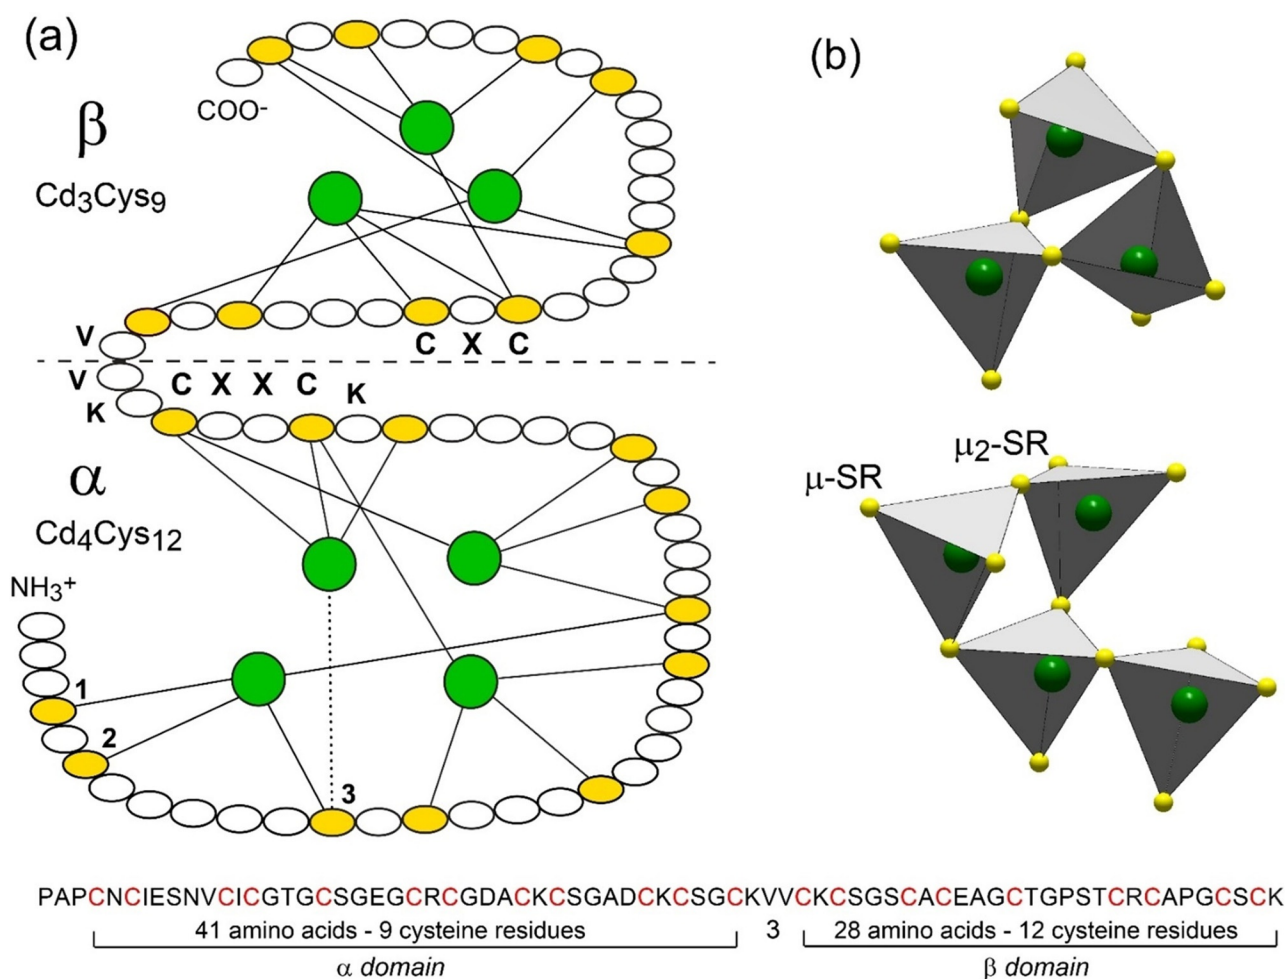 (a)
β
Cd3Cys9
COO-
V
C X C
V
C X X C K
K
α
Cd4Cys12
NH3+
1
2
3
(b)
μ-SR
μ2-SR
PAPCNCIESNVCICGTGCSGEGCRCGDACKCSGADCKCSGCKVVCKCSGSCACEAGCTGPSTCRCAPGCSCK
41 amino acids - 9 cysteine residues 3 28 amino acids - 12 cysteine residues
α domain β domain